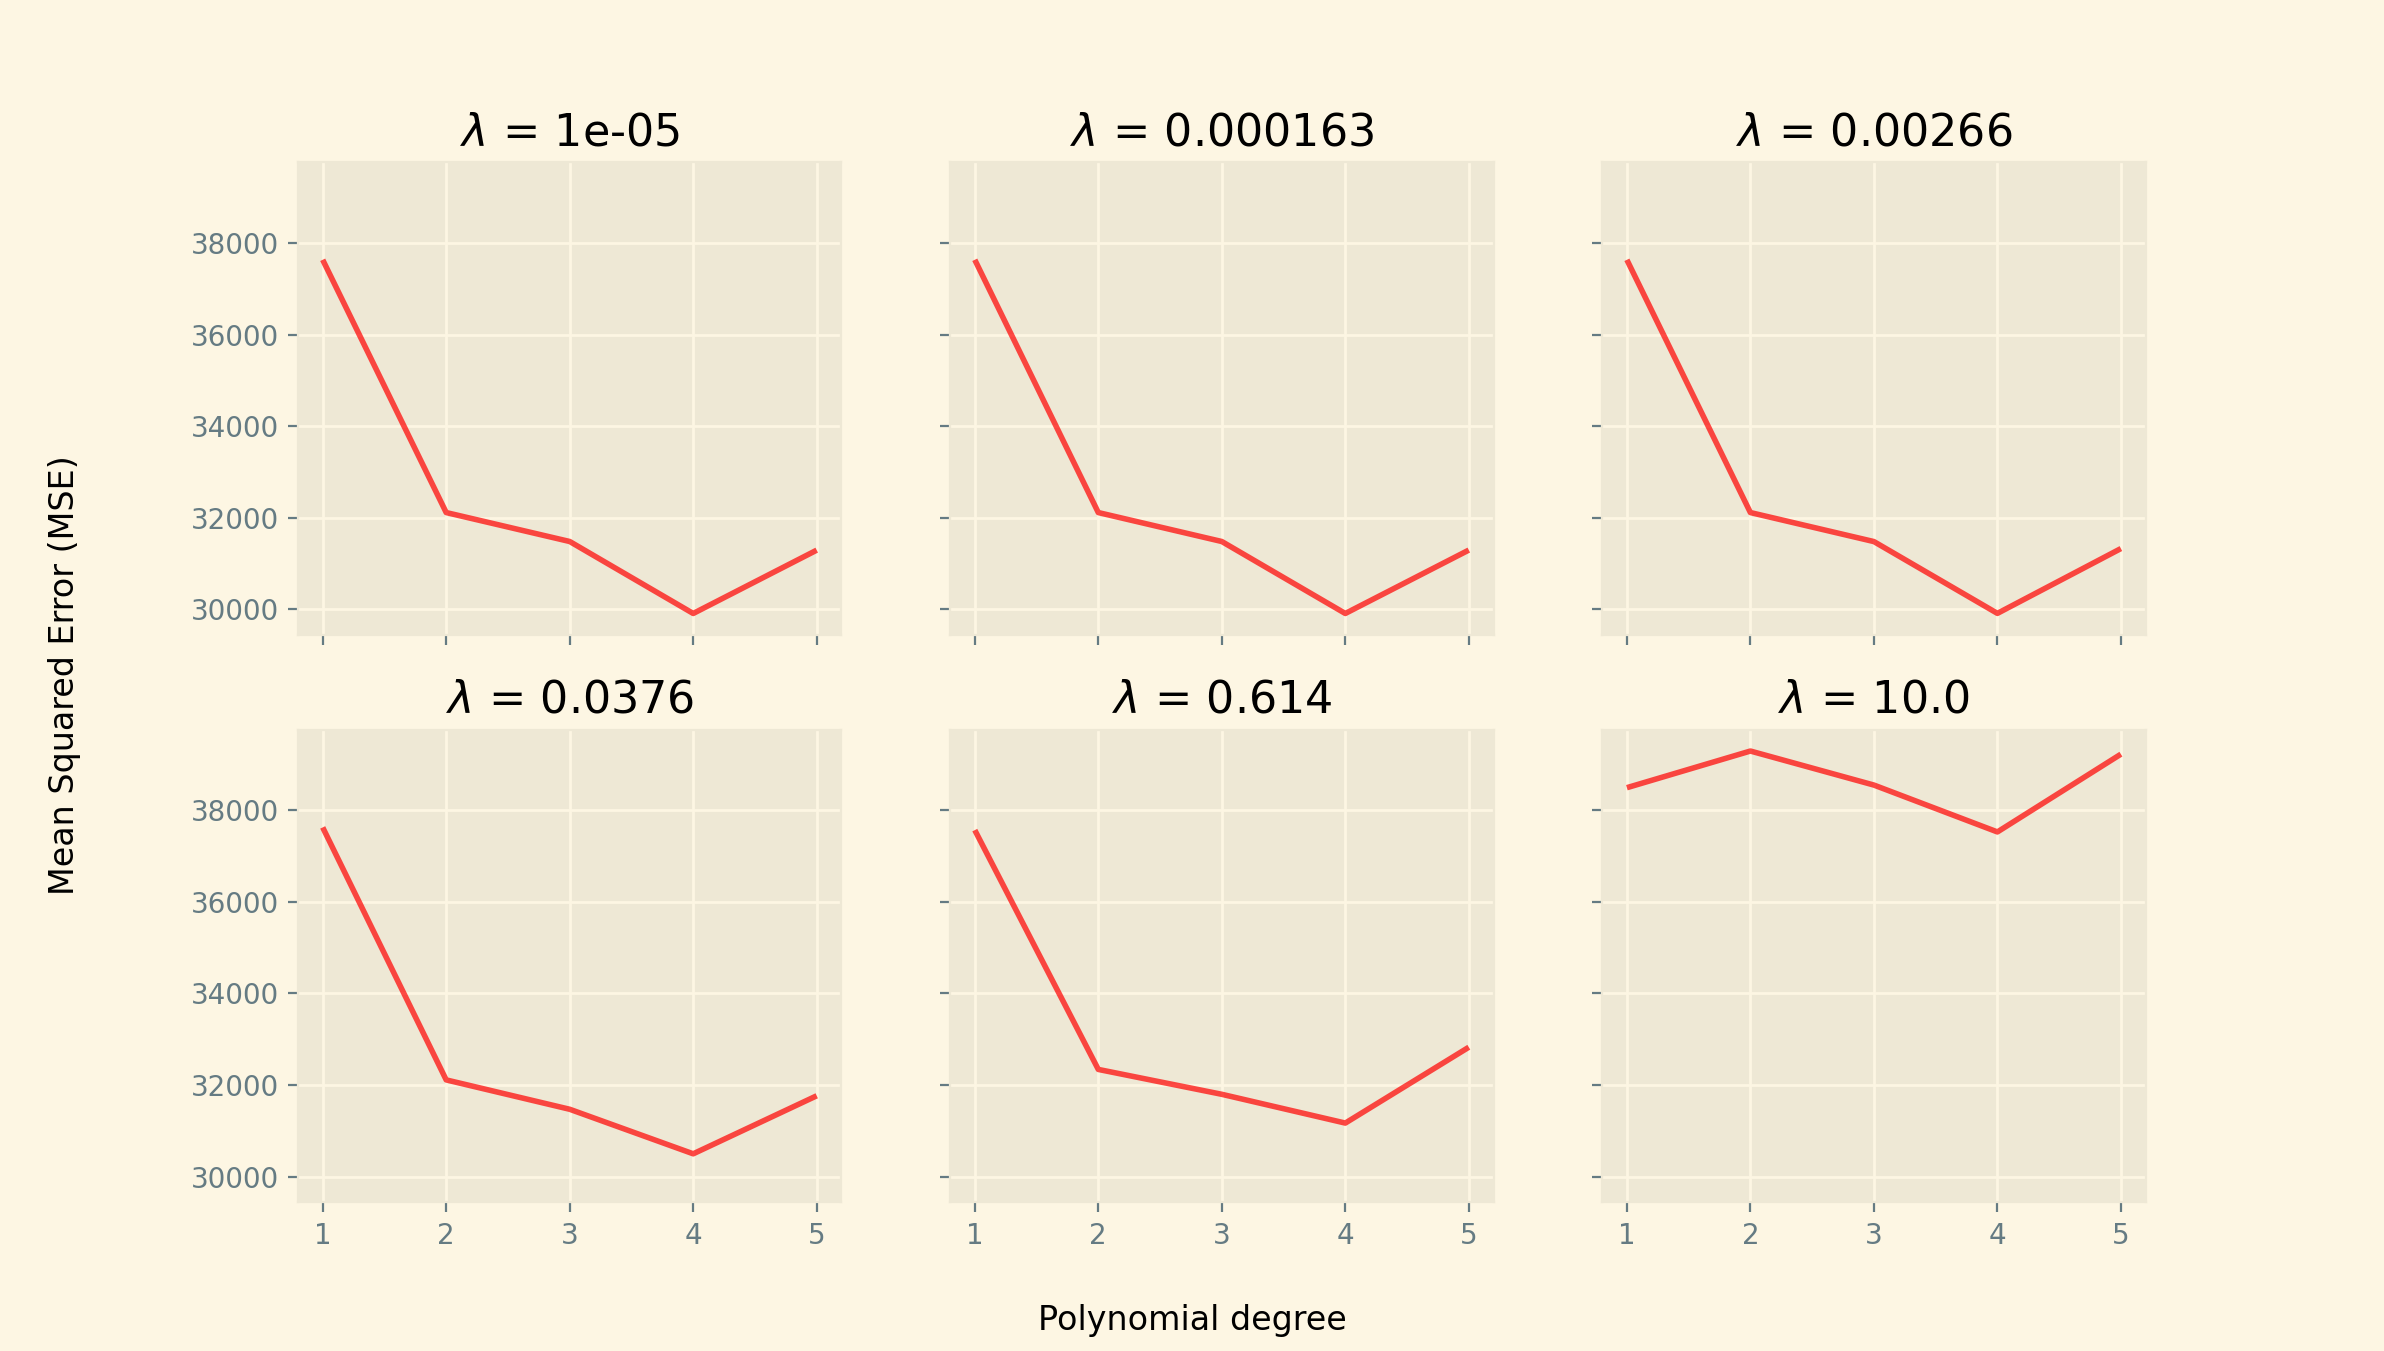 λ = 1e-05
λ = 0.000163
λ = 0.00266
38000
36000
34000
32000
30000
Mean Squared Error (MSE)
λ = 0.0376
λ = 0.614
λ = 10.0
38000
36000
34000
32000
30000
1 2 3 4 5
1 2 3 4 5
1 2 3 4 5
Polynomial degree